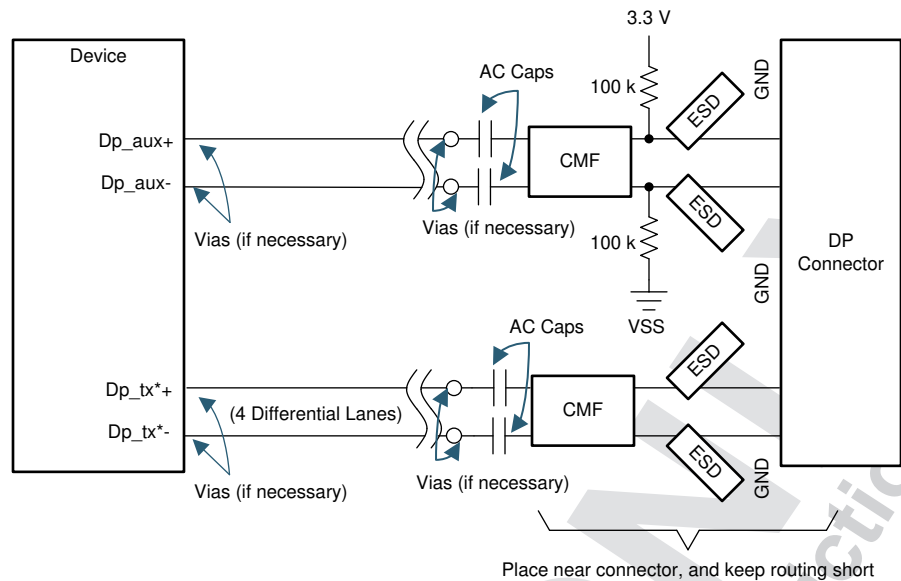 3.3 V
Device
AC Caps
100 k
ESD
GND
Dp_aux+
CMF
Dp_aux-
ESD
Vias (if necessary)
Vias (if necessary)
100 k
DP
Connector
GND
VSS
AC Caps
ESD
Dp_tx*+
(4 Differential Lanes)
CMF
Dp_tx*-
ESD
GND
Vias (if necessary)
Vias (if necessary)
Place near connector, and keep routing short